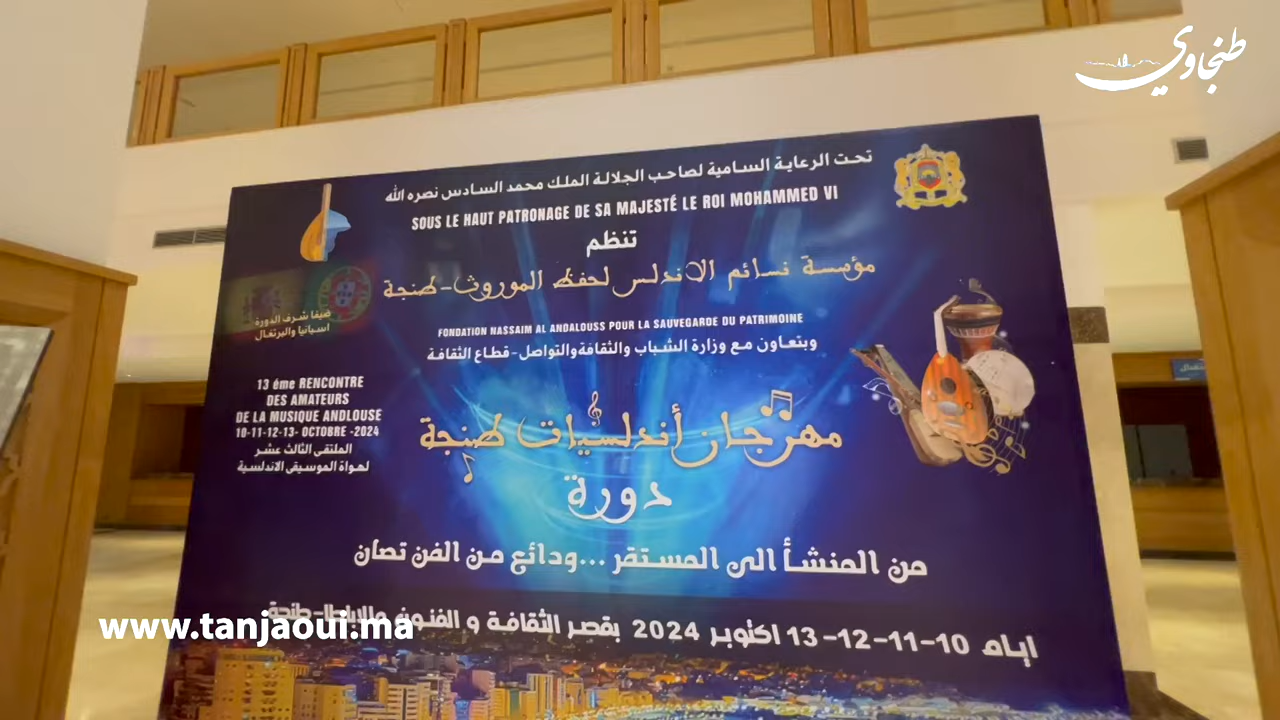 طنجاوي
تحت الرعاية السامية لصاحب الجلالة الملك محمد السادس نصره الله
SOUS LE HAUT PATRONAGE DE SA MAJESTÉ LE ROI MOHAMMED VI
تنظم
مؤسسة نسائم الاندلس لحفظ الموروث-طنجة
FONDATION NASSAIM AL ANDALOUSS POUR LA SAUVEGARDE DU PATRIMOINE
وبتعاون مع وزارة الشباب والثقافةوالتواصل-قطاع الثقافة
ضيفا شرف الدورة
اسبانيا والبرتغال
13 éme RENCONTRE
DES AMATEURS
DE LA MUSIQUE ANDLOUSE
10-11-12-13- OCTOBRE -2024
الملتقى الثالث عشر
لهواة الموسيقى الاندلسية
مهرجان أندلسيات طنجة
دورة
من المنشأ الى المستقر ...ودائع من الفن تصان
ايام 10-11-12-13 اكتوبر 2024 بقصر الثقافة و الفنون
www.tanjaoui.ma